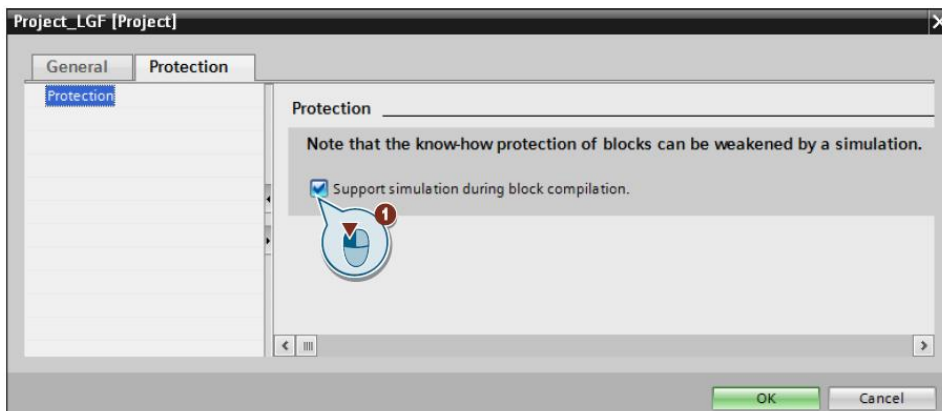 Project_LGF [Project]
General
Protection
Protection
Protection
Note that the know-how protection of blocks can be weakened by a simulation.
Support simulation during block compilation.
1
OK
Cancel